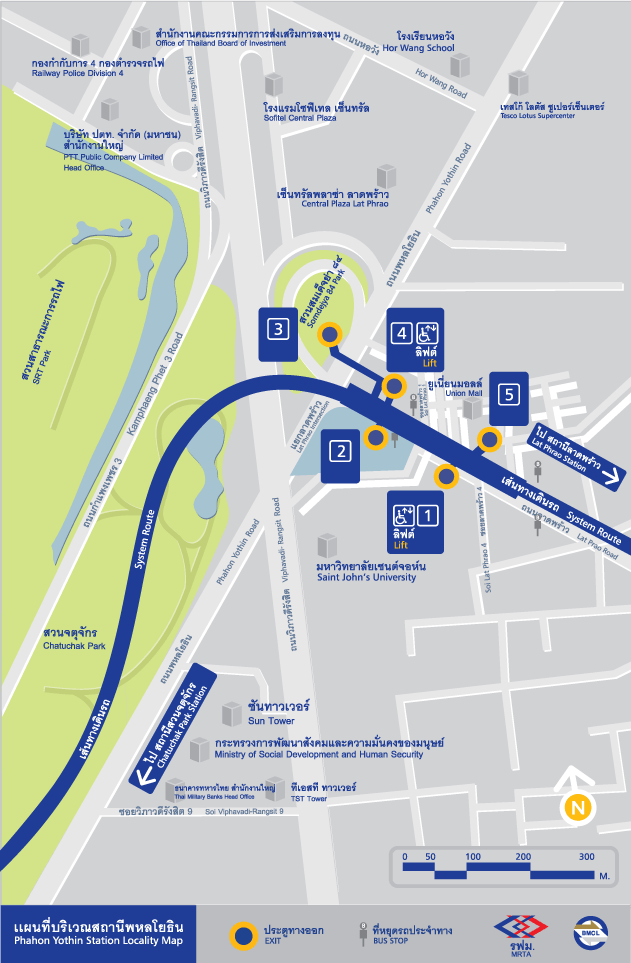 สำนักงานคณะกรรมการการส่งเสริมการลงทุน
Office of Thailand Board of Investment
กองกำกับการ 4 กองตำรวจรถไฟ
Railway Police Division 4
โรงเรียนหอวัง
Hor Wang School
ถนนหอวัง
Hor Wang Road
โรงแรมโซฟิเทล เซ็นทรัล
Sofitel Central Plaza
เทสโก้ โลตัส ซูเปอร์เซ็นเตอร์
Tesco Lotus Supercenter
บริษัท ปตท. จำกัด (มหาชน)
สำนักงานใหญ่
PTT Public Company Limited
Head Office
ถนนวิภาวดีรังสิต Viphavadi- Rangsit Road
เซ็นทรัลพลาซ่า ลาดพร้าว
Central Plaza Lat Phrao
ถนนพหลโยธิน Phahon Yothin Road
สวนสมเด็จย่า ๘๔
Somdejya 84 Park
สวนสาธารณะการรถไฟ
SRT Park
3
4
ลิฟต์
Lift
ถนนกำแพงเพชร 3 Kamphaeng Phet 3 Road
ยูเนี่ยนมอลล์
Union Mall
5
แยกลาดพร้าว
Lat Phrao Intersection
2
ไป สถานีลาดพร้าว
Lat Phrao Station
1
ลิฟต์
Lift
เส้นทางเดินรถ System Route
ถนนลาดพร้าว Lat Phrao Road
ซอยลาดพร้าว 4
Soi Lat Phrao 4
มหาวิทยาลัยเซนต์จอห์น
Saint John's University
เส้นทางเดินรถ System Route
ถนนพหลโยธิน Phahon Yothin Road
ถนนวิภาวดีรังสิต Viphavadi- Rangsit Road
สวนจตุจักร
Chatuchak Park
ไป สถานีสวนจตุจักร
Chatuchak Park Station
ซันทาวเวอร์
Sun Tower
กระทรวงการพัฒนาสังคมและความมั่นคงของมนุษย์
Ministry of Social Development and Human Security
ธนาคารทหารไทย สำนักงานใหญ่
Thai Military Banks Head Office
ทีเอสที ทาวเวอร์
TST Tower
ซอยวิภาวดีรังสิต 9 Soi Viphavadi-Rangsit 9
N
0 50 100 200 300
M.
แผนที่บริเวณสถานีพหลโยธิน
Phahon Yothin Station Locality Map
ประตูทางออก
EXIT
ที่หยุดรถประจำทาง
BUS STOP
รฟม.
MRTA
BMCL